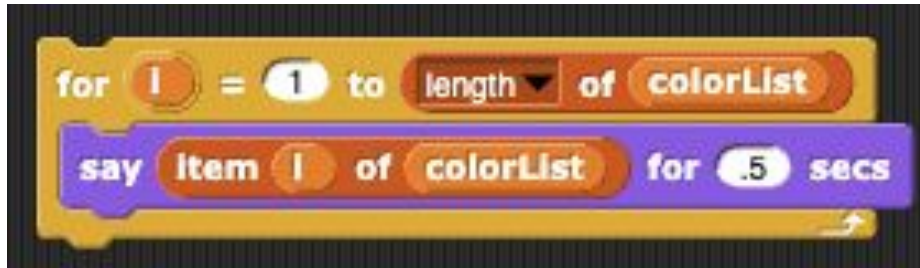 for i = 1 to length of colorList
say item i of colorList for .5 secs